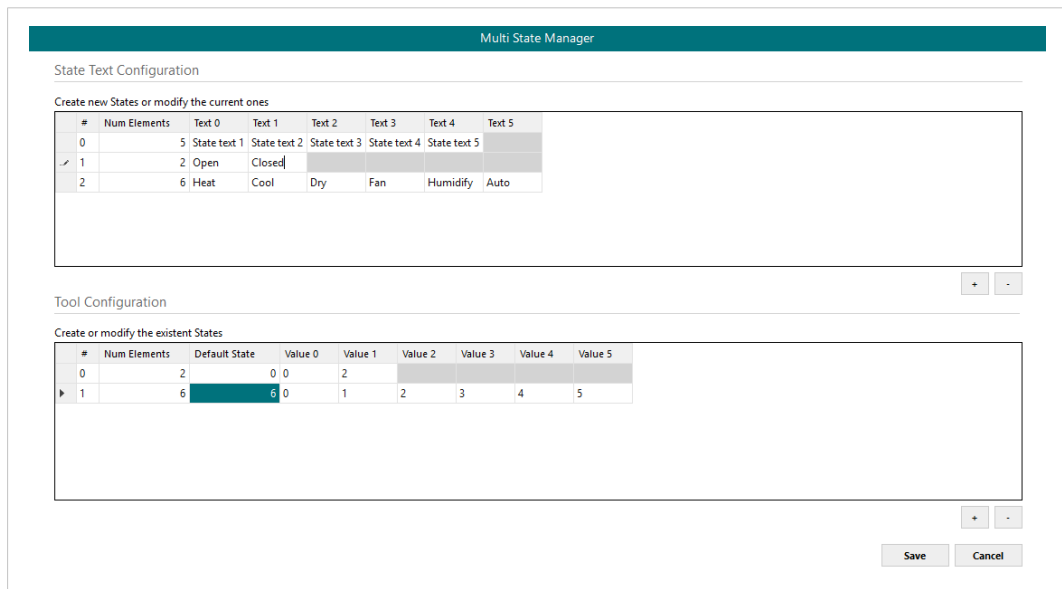 Multi State Manager
State Text Configuration
Create new States or modify the current ones
# Num Elements Text 0 Text 1 Text 2 Text 3 Text 4 Text 5
0 5 State text 1 State text 2 State text 3 State text 4 State text 5
1 2 Open Closed
2 6 Heat Cool Dry Fan Humidify Auto
+ -
Tool Configuration
Create or modify the existent States
# Num Elements Default State Value 0 Value 1 Value 2 Value 3 Value 4 Value 5
0 2 0 0 2
1 6 6 0 1 2 3 4 5
+ -
Save Cancel